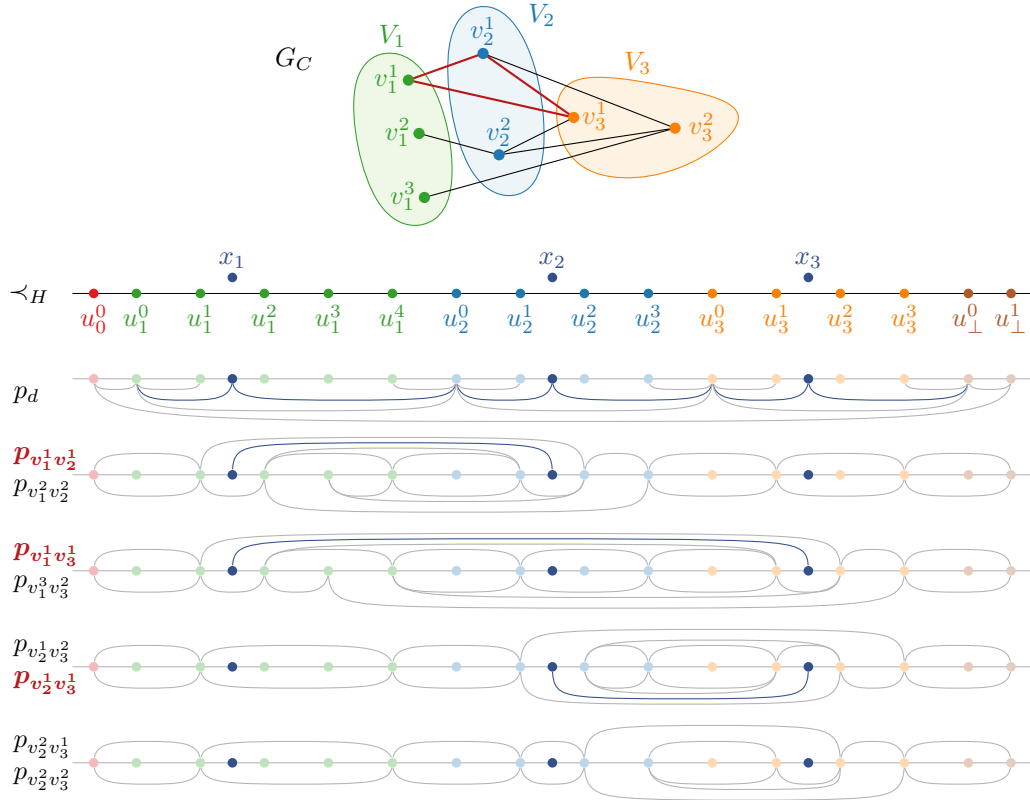 V_1 V_2
G_C v_2^1 V_3
v_1^1
v_3^1 v_3^2
v_1^2 v_2^2
v_1^3
x_1 x_2 x_3
≺_H
u_0^0 u_1^0 u_1^1 u_1^2 u_1^3 u_1^4 u_2^0 u_2^1 u_2^2 u_2^3 u_3^0 u_3^1 u_3^2 u_3^3 u_⊥^0 u_⊥^1
p_d
p_{v_1^1 v_2^1}
p_{v_1^2 v_2^2}
p_{v_1^1 v_3^1}
p_{v_1^3 v_3^2}
p_{v_2^1 v_3^2}
p_{v_2^1 v_3^1}
p_{v_2^2 v_3^1}
p_{v_2^2 v_3^2}